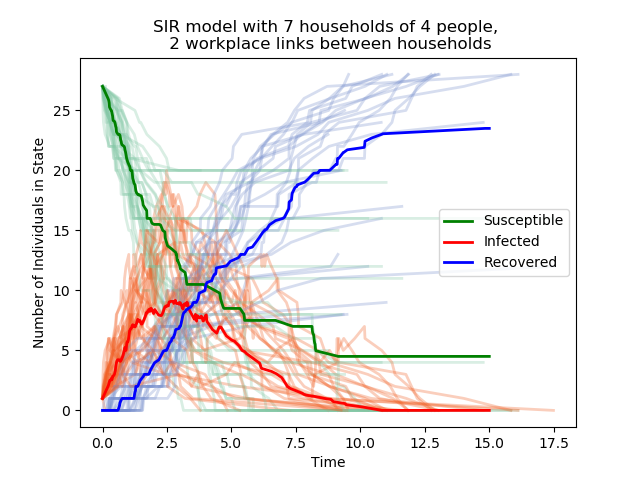 SIR model with 7 households of 4 people,
2 workplace links between households
Number of Individuals in State
25
20
15
10
5
0
Susceptible
Infected
Recovered
0.0 2.5 5.0 7.5 10.0 12.5 15.0 17.5
Time